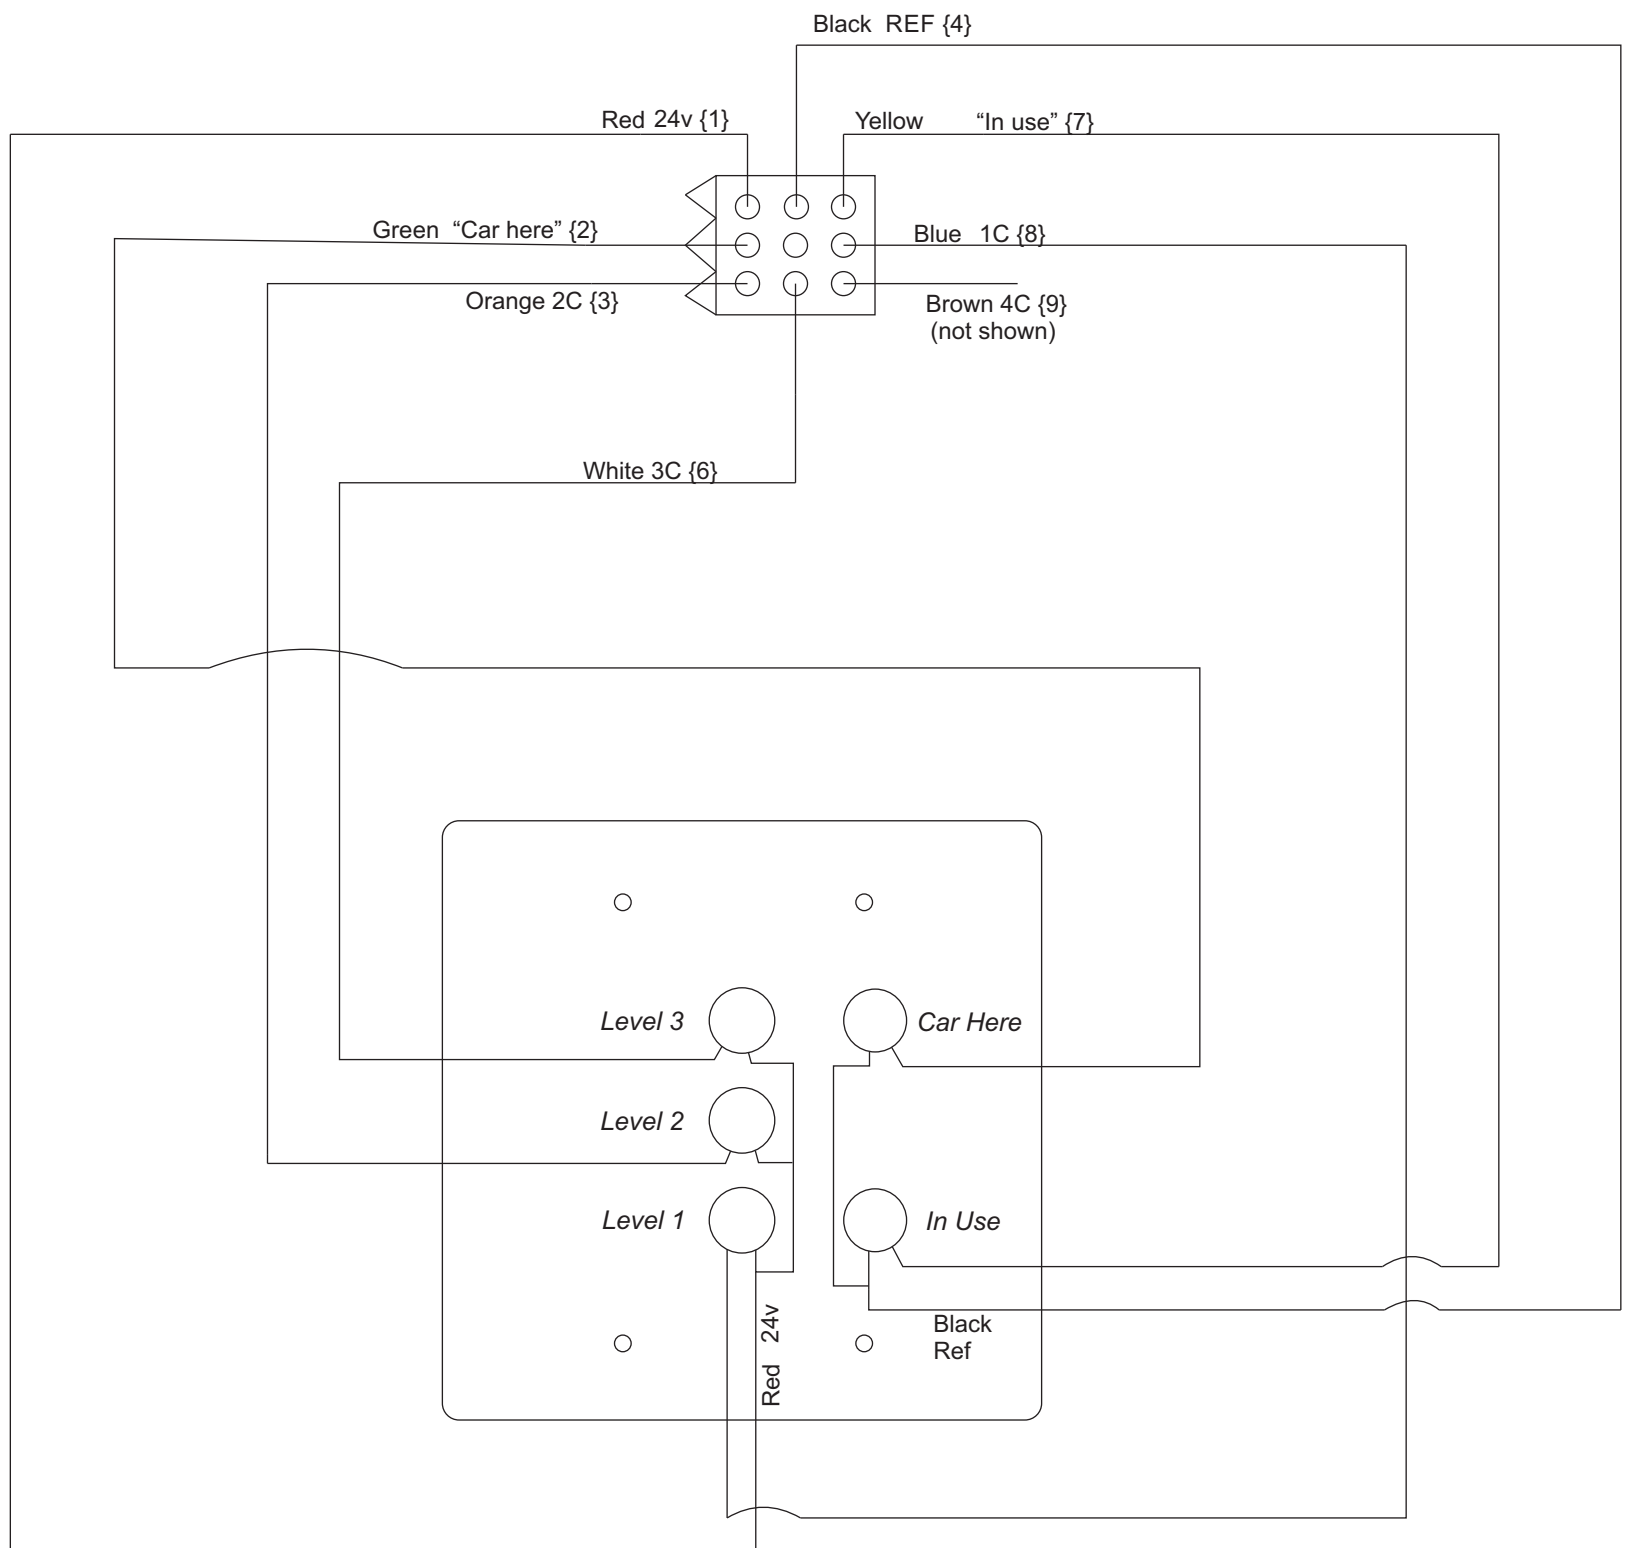 Black REF {4}
Red 24v {1}
Yellow “In use” {7}
Green “Car here” {2}
Blue 1C {8}
Orange 2C {3}
Brown 4C {9}
(not shown)
White 3C {6}
Level 3
Car Here
Level 2
Level 1
In Use
Red 24v
Black
Ref